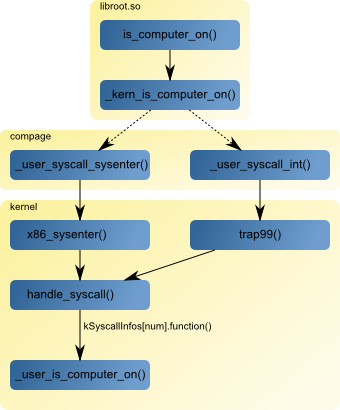 libroot.so
is_computer_on()
_kern_is_computer_on()
compage
_user_syscall_sysenter()
_user_syscall_int()
kernel
x86_sysenter()
trap99()
handle_syscall()
kSyscallInfos[num].function()
_user_is_computer_on()